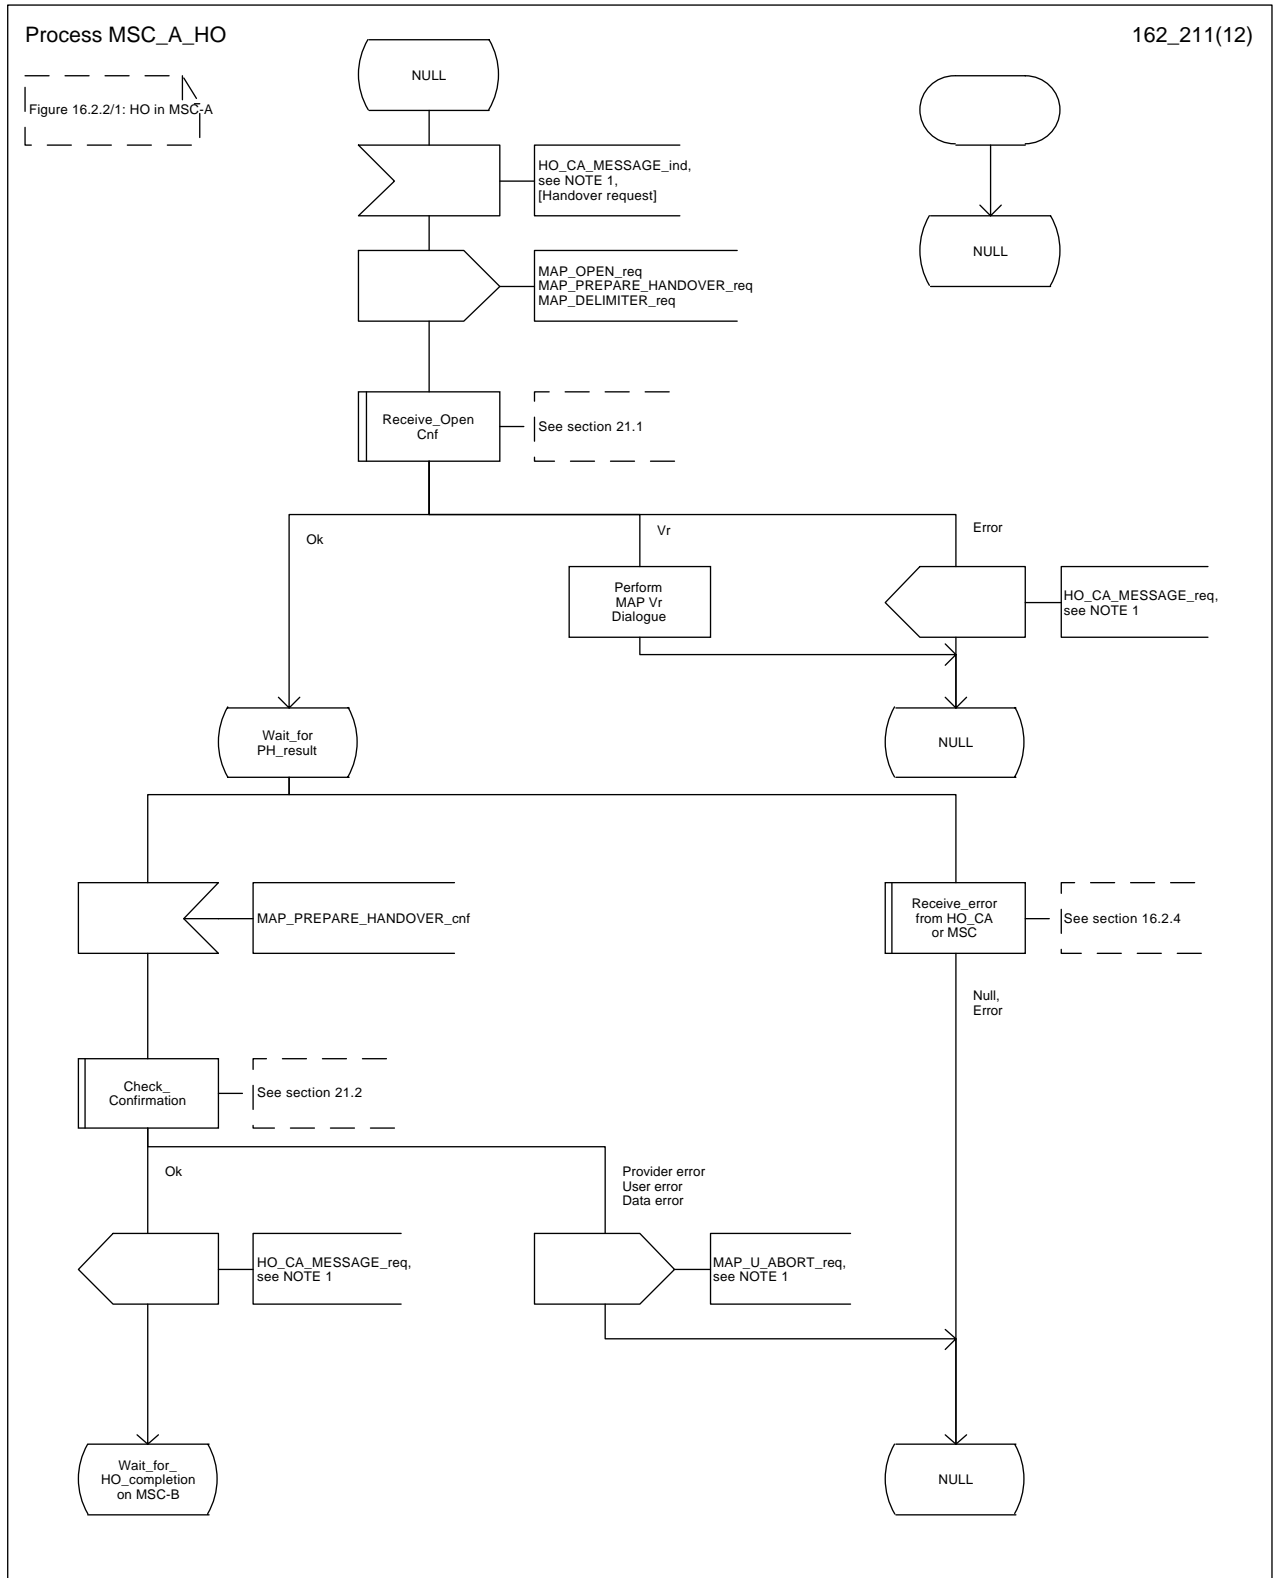 Process MSC_A_HO
162_211(12)
Figure 16.2.2/1: HO in MSC-A
NULL
HO_CA_MESSAGE_ind,
see NOTE 1,
[Handover request]
NULL
MAP_OPEN_req
MAP_PREPARE_HANDOVER_req
MAP_DELIMITER_req
Receive_Open
Cnf
See section 21.1
Ok
Vr
Error
Perform
MAP Vr
Dialogue
HO_CA_MESSAGE_req,
see NOTE 1
Wait_for
PH_result
NULL
MAP_PREPARE_HANDOVER_cnf
Receive_error
from HO_CA
or MSC
See section 16.2.4
Null,
Error
Check_
Confirmation
See section 21.2
Ok
Provider error
User error
Data error
HO_CA_MESSAGE_req,
see NOTE 1
MAP_U_ABORT_req,
see NOTE 1
Wait_for_
HO_completion
on MSC-B
NULL